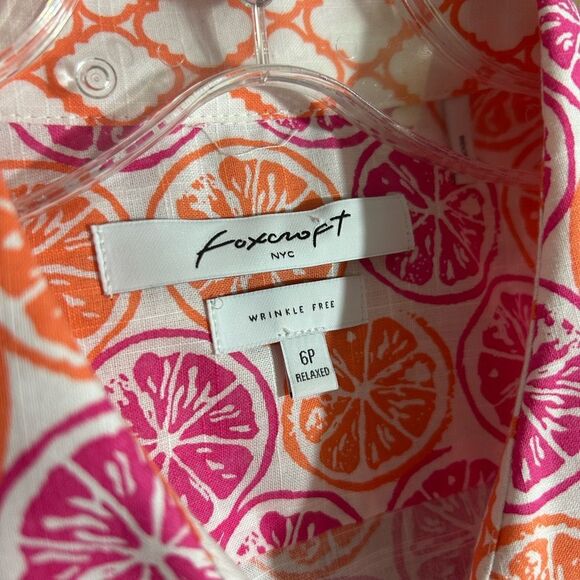 Foxcroft
NYC
WRINKLE FREE
6P
RELAXED